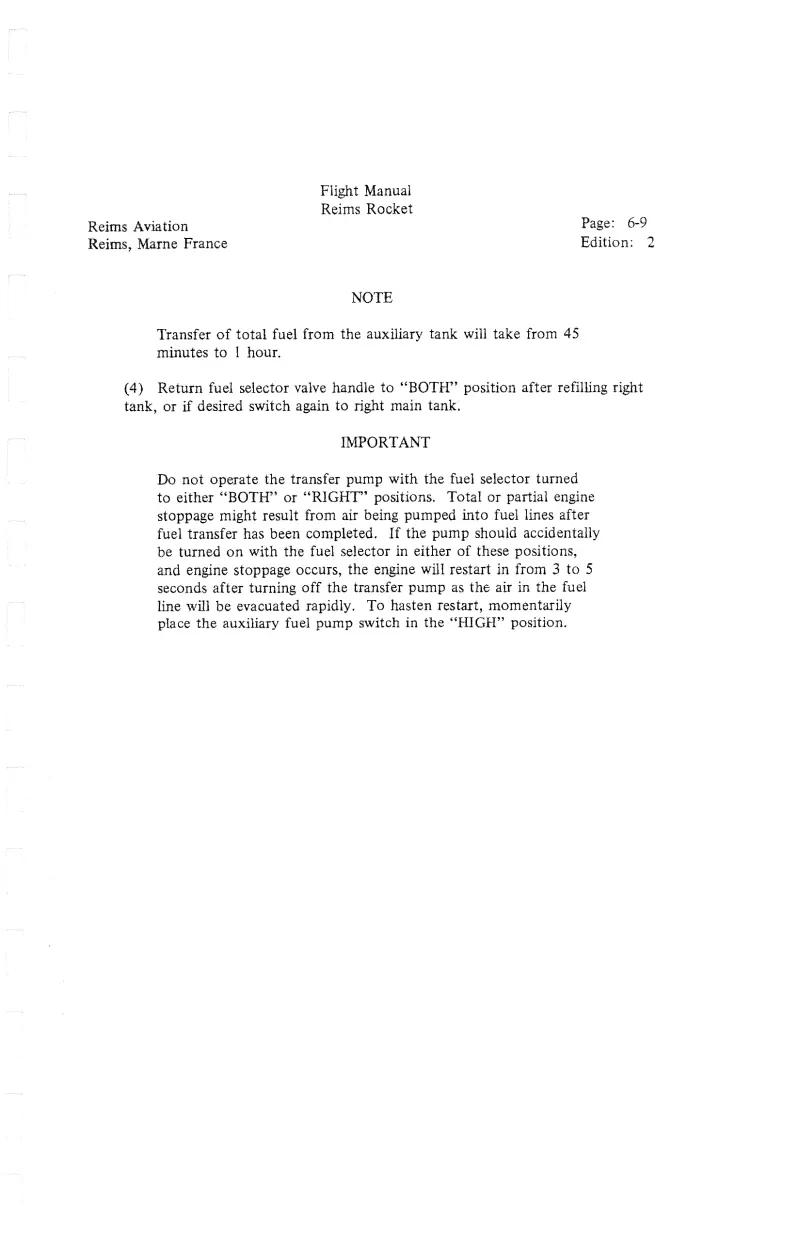 Flight Manual
Reims Rocket
Reims Aviation
Reims, Marne France
Page: 6-9
Edition: 2
NOTE
Transfer of total fuel from the auxiliary tank will take from 45
minutes to 1 hour.
(4) Return fuel selector valve handle to “BOTH” position after refilling right
tank, or if desired switch again to right main tank.
IMPORTANT
Do not operate the transfer pump with the fuel selector turned
to either “BOTH” or “RIGHT” positions. Total or partial engine
stoppage might result from air being pumped into fuel lines after
fuel transfer has been completed. If the pump should accidentally
be turned on with the fuel selector in either of these positions,
and engine stoppage occurs, the engine will restart in from 3 to 5
seconds after turning off the transfer pump as the air in the fuel
line will be evacuated rapidly. To hasten restart, momentarily
place the auxiliary fuel pump switch in the “HIGH” position.